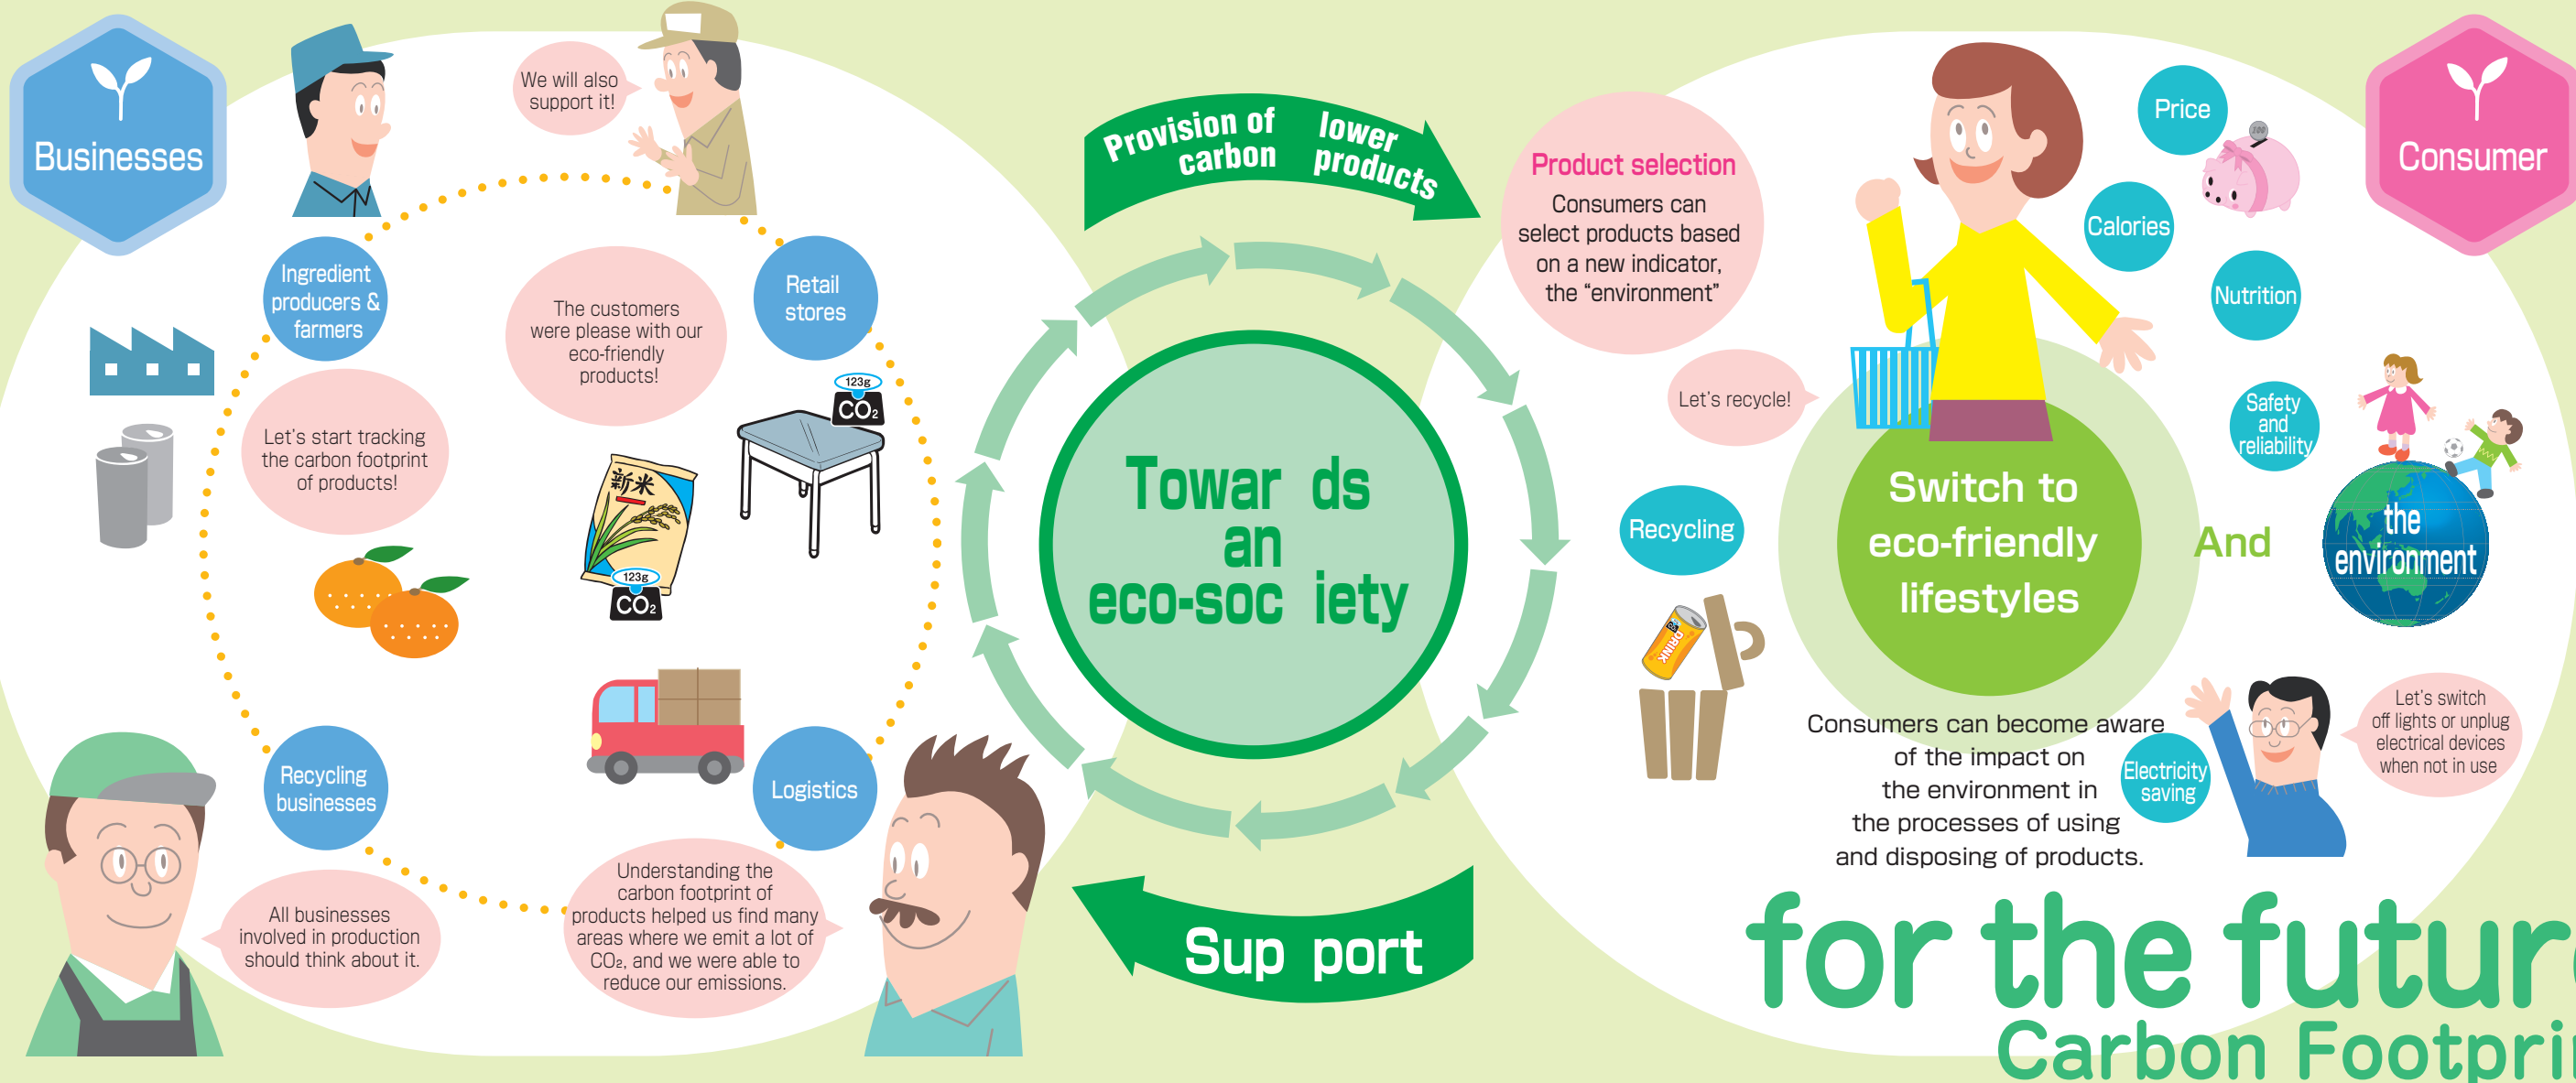 Businesses
We will also
support it!
Ingredient
producers &
farmers
The customers
were please with our
eco-friendly
products!
Retail
stores
Let's start tracking
the carbon footprint
of products!
123g
CO₂
新米
123g
CO₂
Recycling
businesses
Logistics
All businesses
involved in production
should think about it.
Understanding the
carbon footprint of
products helped us find many
areas where we emit a lot of
CO₂, and we were able to
reduce our emissions.
Provision of lower
carbon products
Towar ds
an
eco-soc iety
Sup port
Product selection
Consumers can
select products based
on a new indicator,
the “environment”
Let's recycle!
Recycling
DRINK
Price
100
Calories
Nutrition
Safety
and
reliability
Consumer
Switch to
eco-friendly
lifestyles
And
the
environment
Consumers can become aware
of the impact on
the environment in
the processes of using
and disposing of products.
Electricity
saving
Let's switch
off lights or unplug
electrical devices
when not in use
for the futur
Carbon Footpri